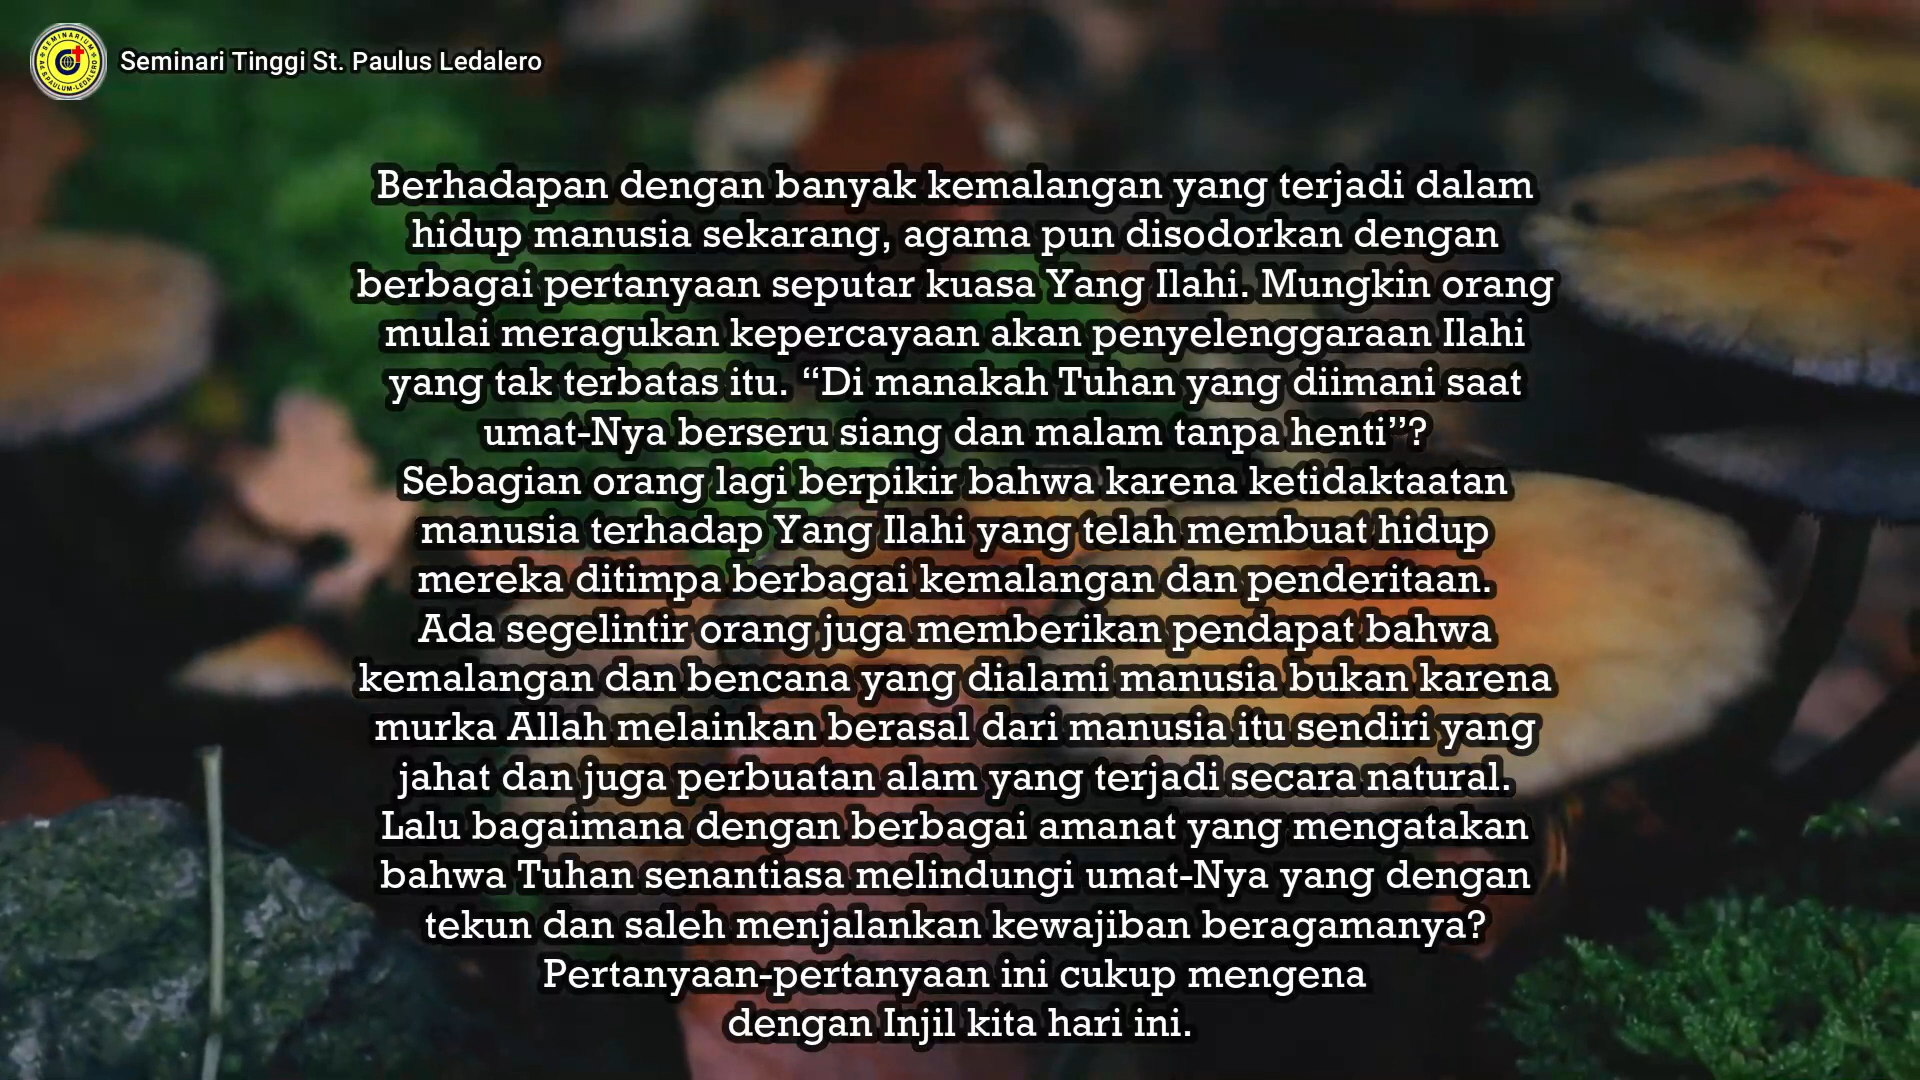 SEMINARIUM
Seminari Tinggi St. Paulus Ledalero
Berhadapan dengan banyak kemalangan yang terjadi dalam
hidup manusia sekarang, agama pun disodorkan dengan
berbagai pertanyaan seputar kuasa Yang Ilahi. Mungkin orang
mulai meragukan kepercayaan akan penyelenggaraan Ilahi
yang tak terbatas itu. “Di manakah Tuhan yang diimani saat
umat-Nya berseru siang dan malam tanpa henti”?
Sebagian orang lagi berpikir bahwa karena ketidaktaatan
manusia terhadap Yang Ilahi yang telah membuat hidup
mereka ditimpa berbagai kemalangan dan penderitaan.
Ada segelintir orang juga memberikan pendapat bahwa
kemalangan dan bencana yang dialami manusia bukan karena
murka Allah melainkan berasal dari manusia itu sendiri yang
jahat dan juga perbuatan alam yang terjadi secara natural.
Lalu bagaimana dengan berbagai amanat yang mengatakan
bahwa Tuhan senantiasa melindungi umat-Nya yang dengan
tekun dan saleh menjalankan kewajiban beragamanya?
Pertanyaan-pertanyaan ini cukup mengena
dengan Injil kita hari ini.